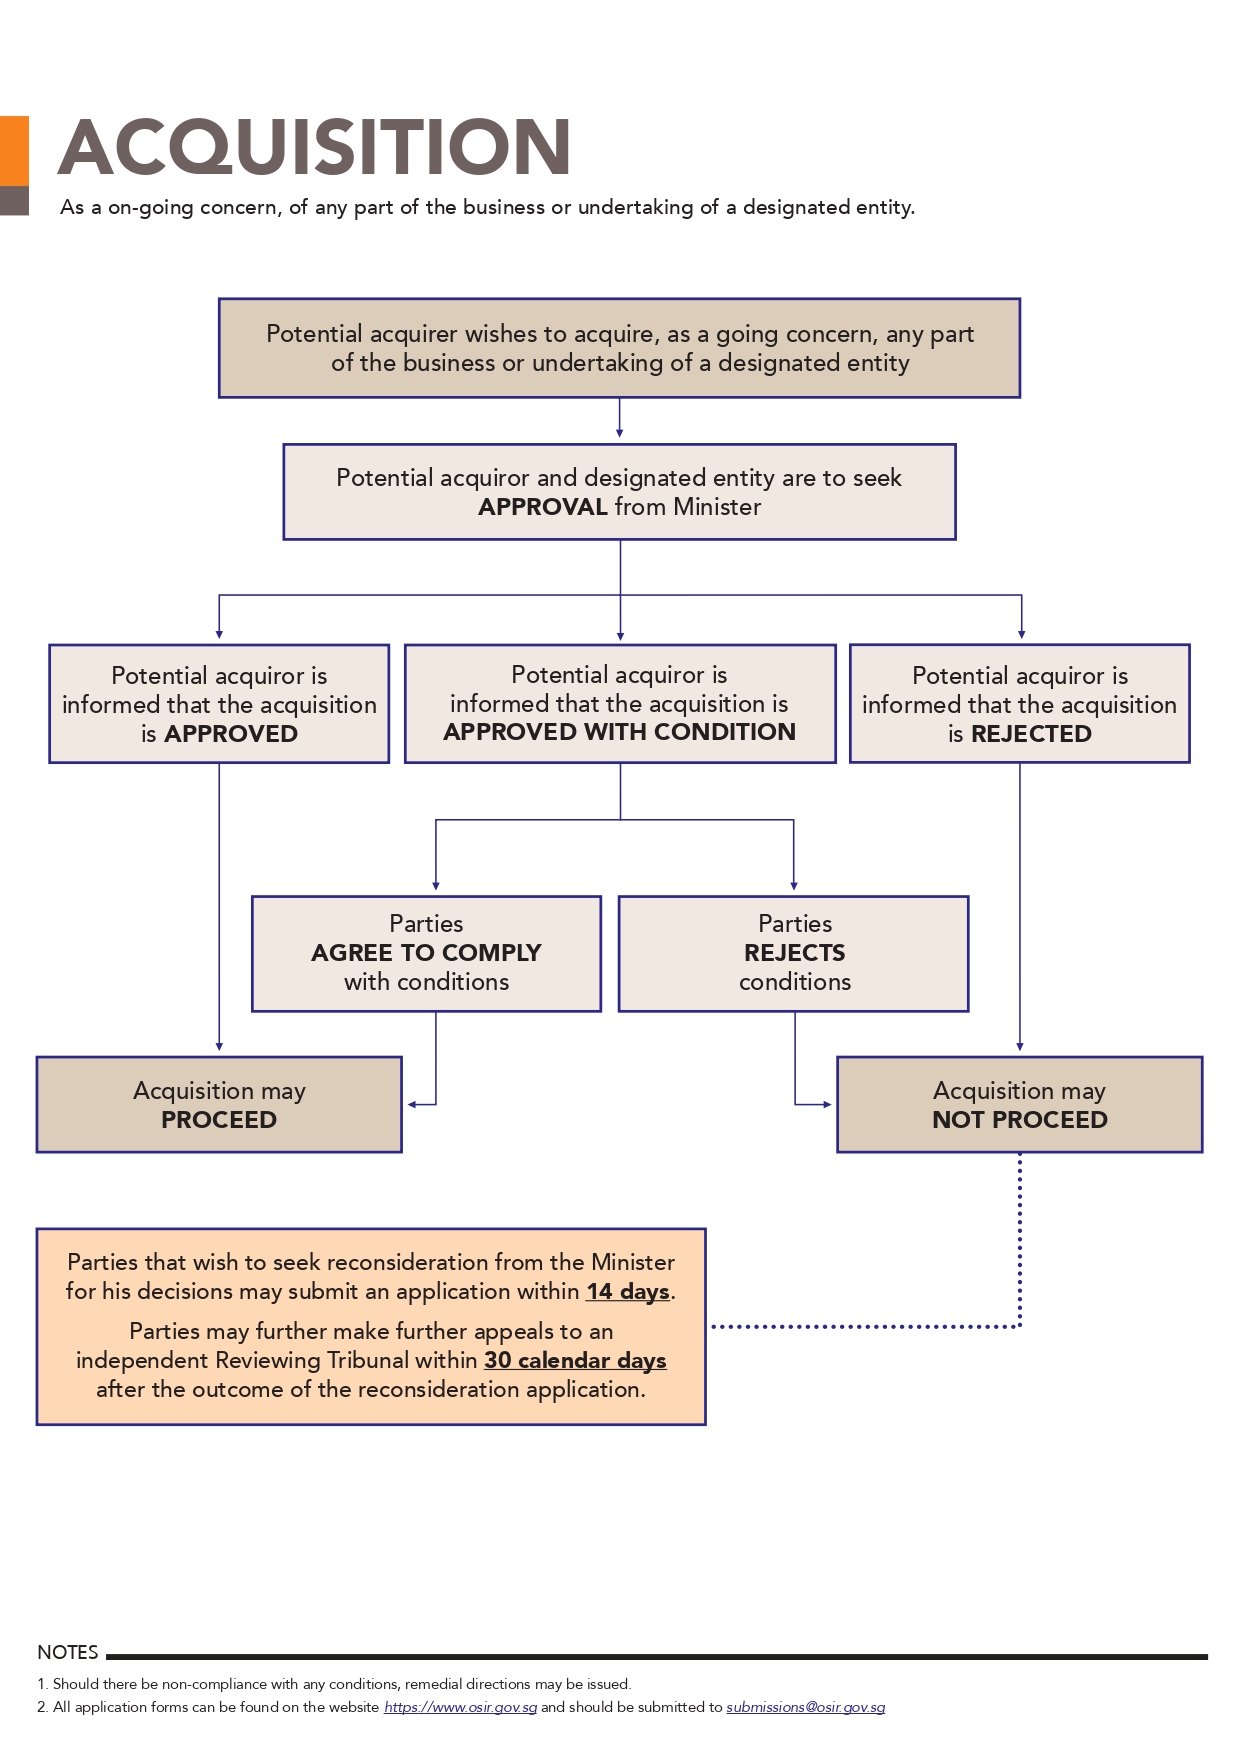 ACQUISITION
As a on-going concern, of any part of the business or undertaking of a designated entity.
Potential acquirer wishes to acquire, as a going concern, any part
of the business or undertaking of a designated entity
Potential acquiror and designated entity are to seek
APPROVAL from Minister
Potential acquiror is
informed that the acquisition
is APPROVED
Potential acquiror is
informed that the acquisition is
APPROVED WITH CONDITION
Potential acquiror is
informed that the acquisition
is REJECTED
Parties
AGREE TO COMPLY
with conditions
Parties
REJECTS
conditions
Acquisition may
PROCEED
Acquisition may
NOT PROCEED
Parties that wish to seek reconsideration from the Minister
for his decisions may submit an application within 14 days.
Parties may further make further appeals to an
independent Reviewing Tribunal within 30 calendar days
after the outcome of the reconsideration application.
NOTES
1. Should there be non-compliance with any conditions, remedial directions may be issued.
2. All application forms can be found on the website https://www.osir.gov.sg and should be submitted to submissions@osir.gov.sg